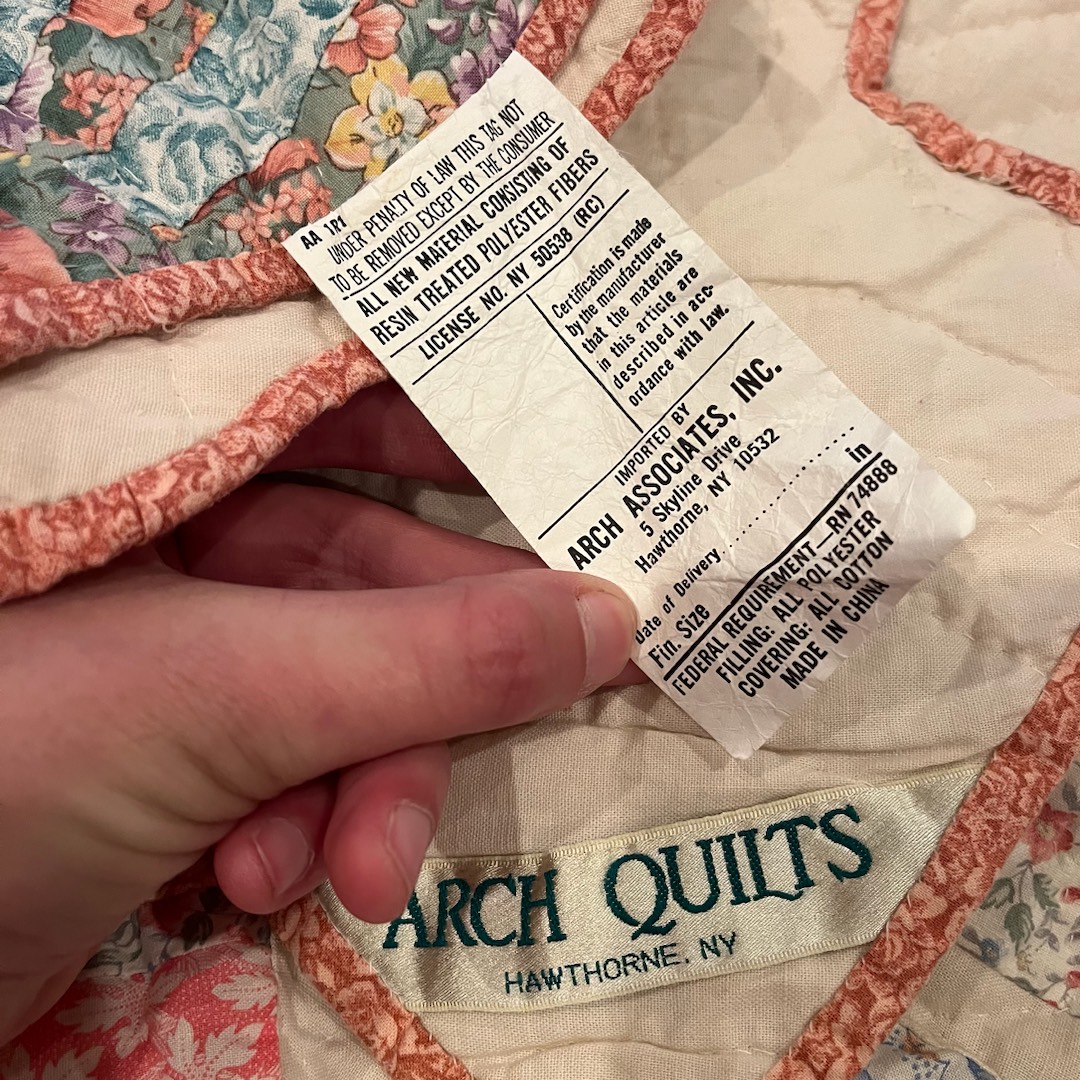 AA 181
UNDER PENALTY OF LAW THIS TAG NOT
TO BE REMOVED EXCEPT BY THE CONSUMER
ALL NEW MATERIAL CONSISTING OF
RESIN TREATED POLYESTER FIBERS
LICENSE NO. NY 50538 (RC)
Certification is made
by the manufacturer
that the materials
in this article are
described in acc-
ordance with law.
IMPORTED BY
ARCH ASSOCIATES, INC.
5 Skyline Drive
Hawthorne, NY 10532
Date of Delivery ....................
Fin. Size in
FEDERAL REQUIREMENT—RN 74888
FILLING: ALL POLYESTER
COVERING: ALL COTTON
MADE IN CHINA
ARCH QUILTS
HAWTHORNE, NY